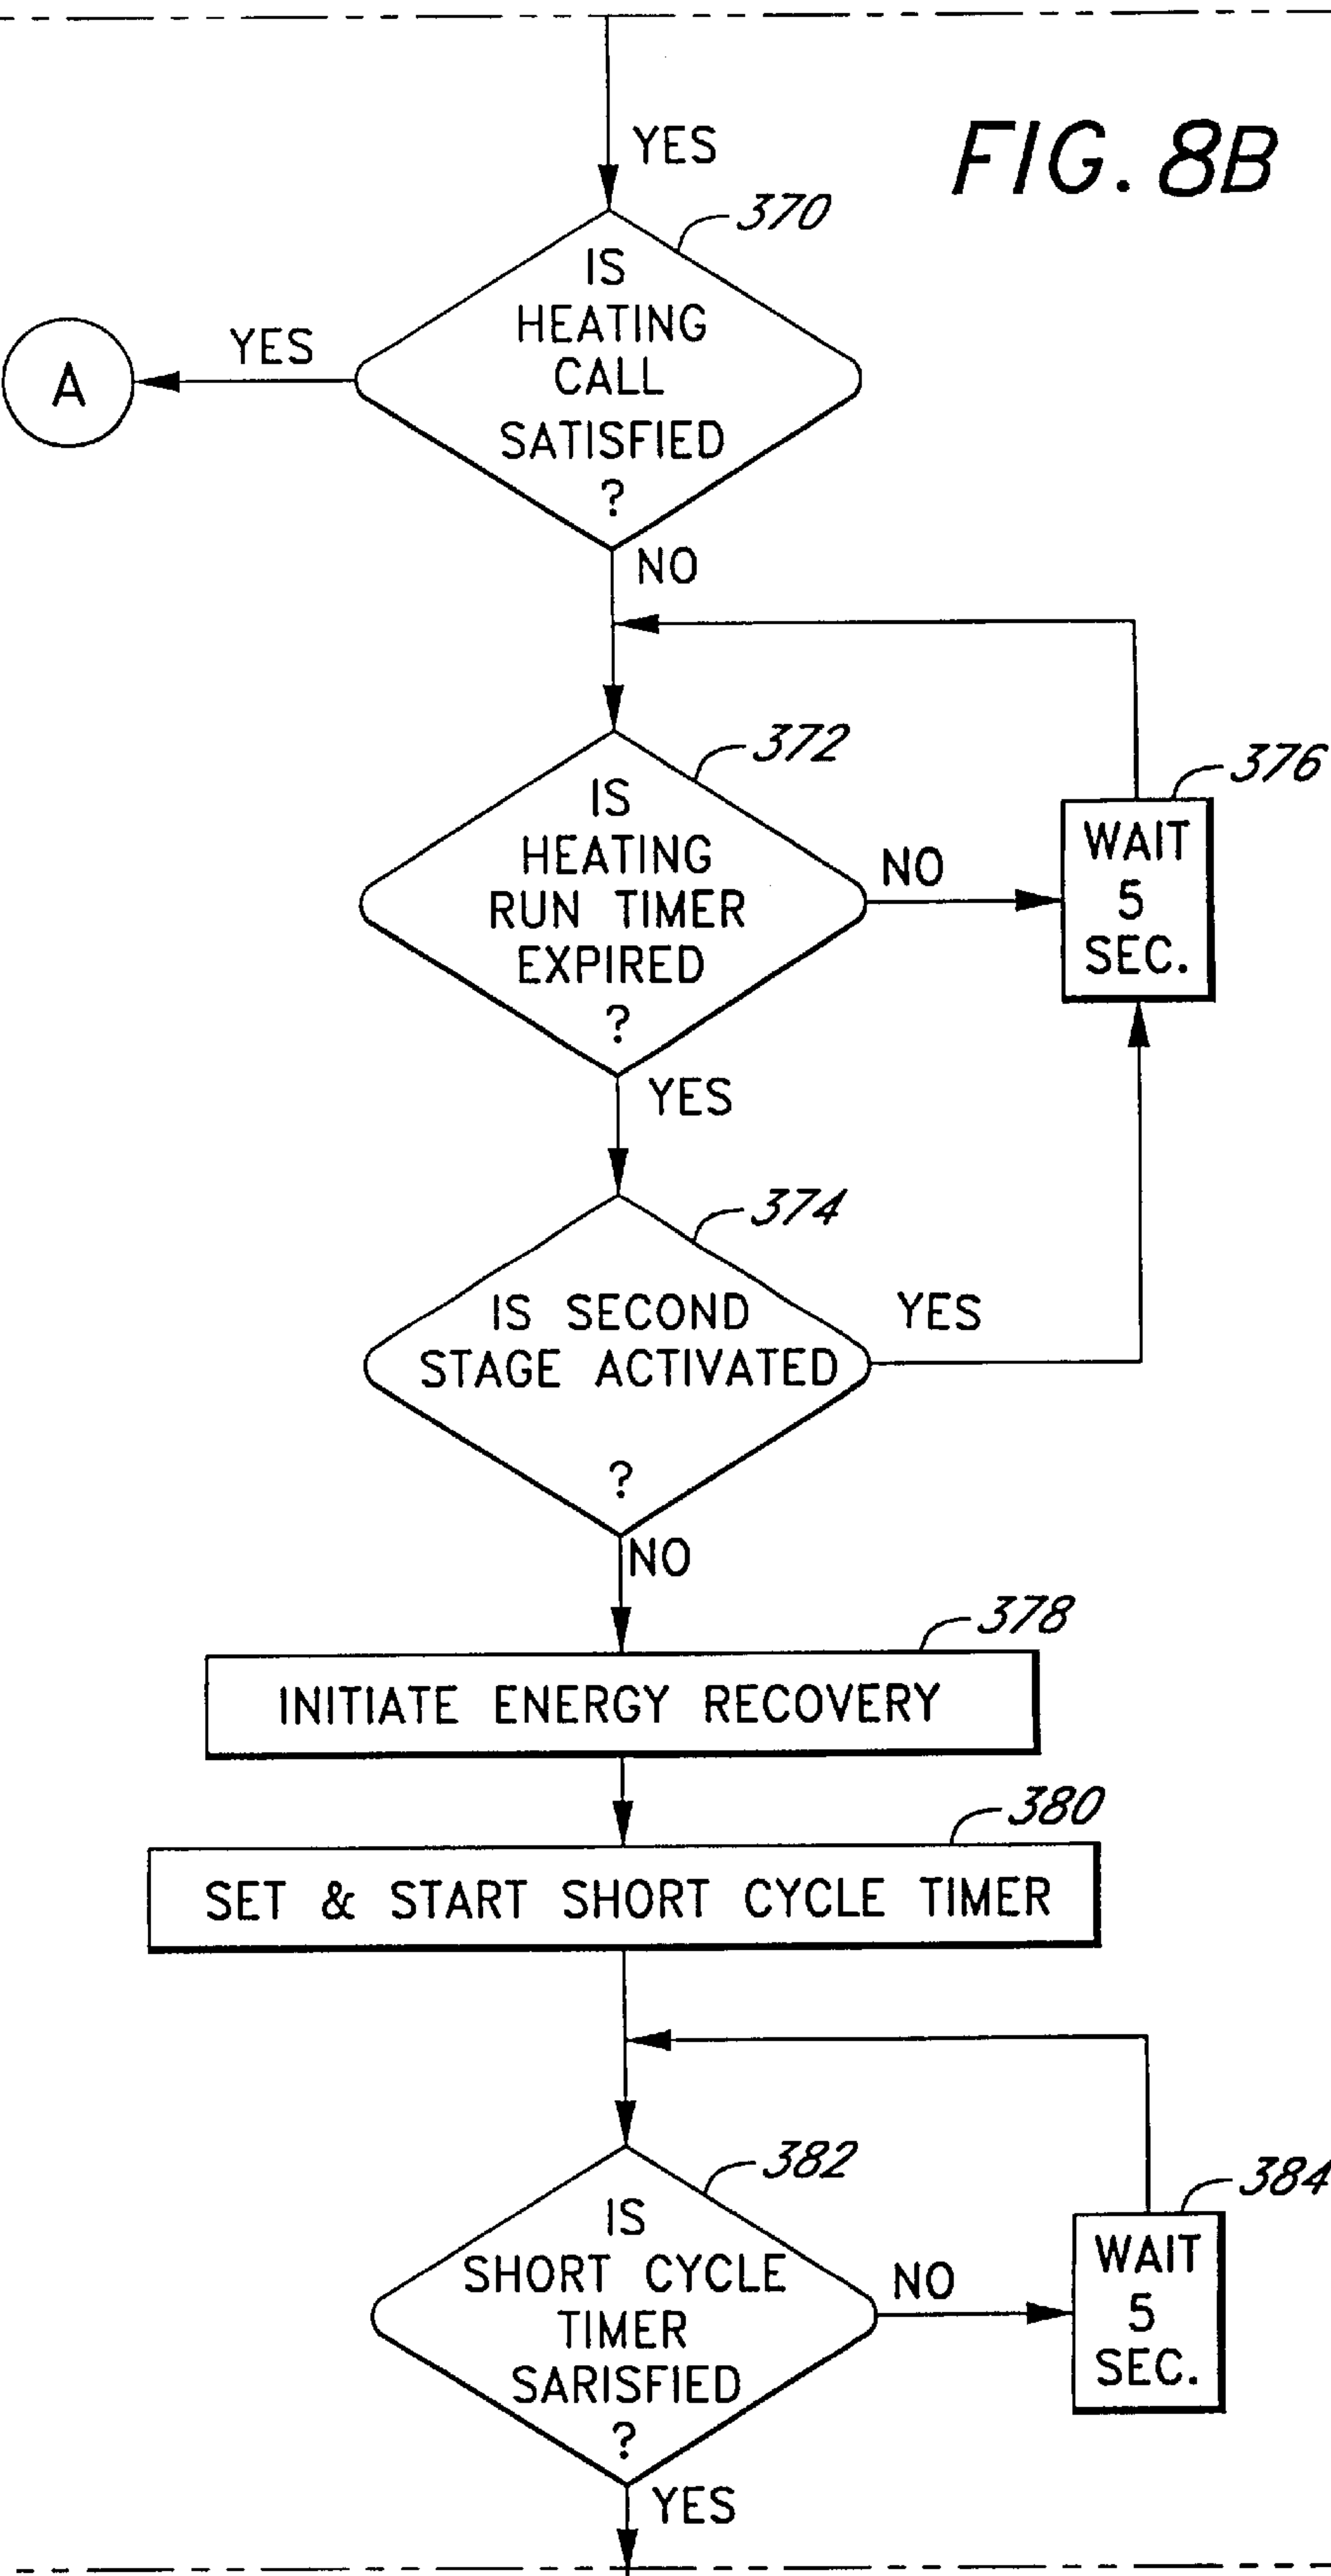 YES
FIG. 8B
370
IS
HEATING
CALL
SATISFIED
?
YES
A
NO
372
IS
HEATING
RUN TIMER
EXPIRED
?
NO
376
WAIT
5
SEC.
YES
374
IS SECOND
STAGE ACTIVATED
?
YES
NO
378
INITIATE ENERGY RECOVERY
380
SET & START SHORT CYCLE TIMER
382
IS
SHORT CYCLE
TIMER
SARISFIED
?
NO
384
WAIT
5
SEC.
YES